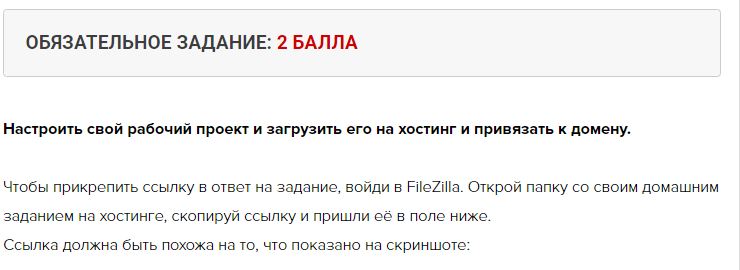 ОБЯЗАТЕЛЬНОЕ ЗАДАНИЕ: 2 БАЛЛА
Настроить свой рабочий проект и загрузить его на хостинг и привязать к домену.
Чтобы прикрепить ссылку в ответ на задание, войди в FileZilla. Открой папку со своим домашним
заданием на хостинге, скопируй ссылку и пришли её в поле ниже.
Ссылка должна быть похожа на то, что показано на скриншоте: